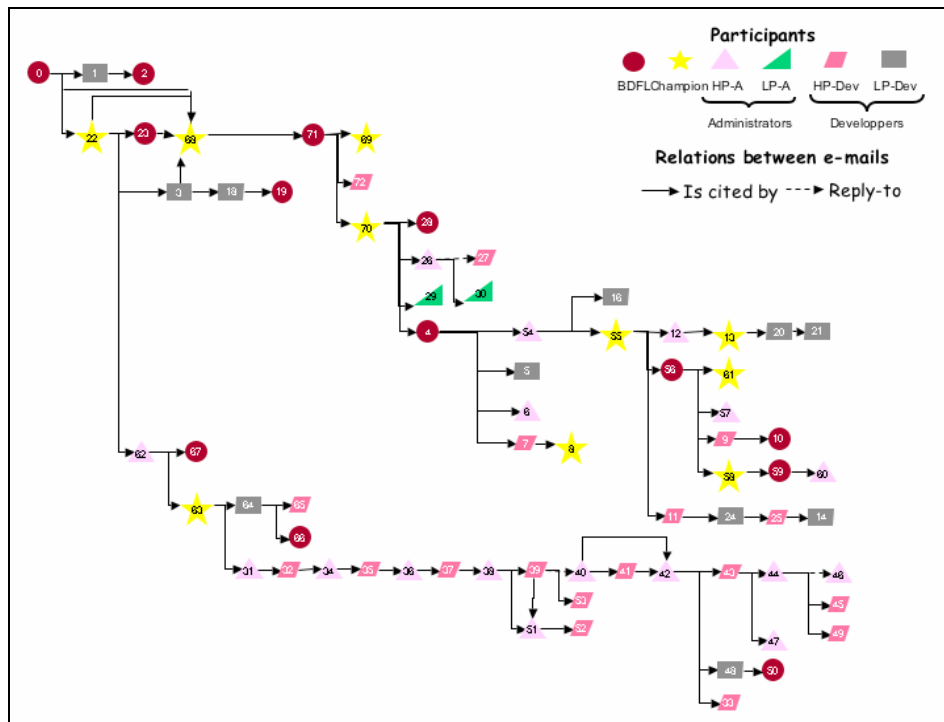 Participants
BDFL Champion HP-A LP-A HP-Dev LP-Dev
Administrators Developpers
Relations between e-mails
Is cited by Reply-to
0 1 2
22 23 68 71 69
3 18 19
72
70 28
26 27
29 30
16
4 54 55 12 13 20 21
5 56 61
6 57
7 8 9 10
62 67
58 59 60
63 64 65
11 24 25 14
66
31 32 34 35 36 37 38 39 40 41 42 43 44 46
53 45
51 52 49
47
48 50
33